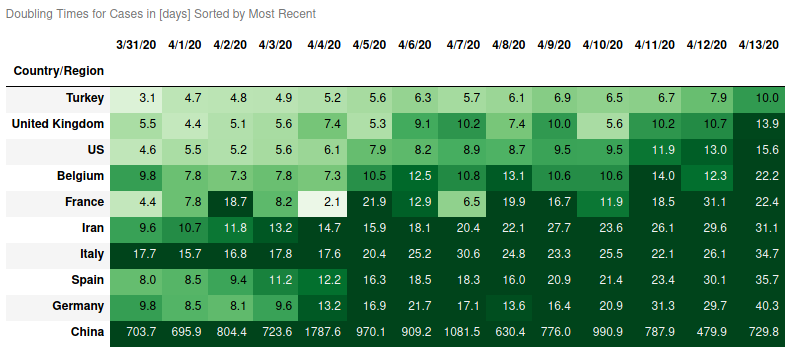 Doubling Times for Cases in [days] Sorted by Most Recent
3/31/20 4/1/20 4/2/20 4/3/20 4/4/20 4/5/20 4/6/20 4/7/20 4/8/20 4/9/20 4/10/20 4/11/20 4/12/20 4/13/20
Country/Region
Turkey 3.1 4.7 4.8 4.9 5.2 5.6 6.3 5.7 6.1 6.9 6.5 6.7 7.9 10.0
United Kingdom 5.5 4.4 5.1 5.6 7.4 5.3 9.1 10.2 7.4 10.0 5.6 10.2 10.7 13.9
US 4.6 5.5 5.2 5.6 6.1 7.9 8.2 8.9 8.7 9.5 9.5 11.9 13.0 15.6
Belgium 9.8 7.8 7.3 7.8 7.3 10.5 12.5 10.8 13.1 10.6 10.6 14.0 12.3 22.2
France 4.4 7.8 18.7 8.2 2.1 21.9 12.9 6.5 19.9 16.7 11.9 18.5 31.1 22.4
Iran 9.6 10.7 11.8 13.2 14.7 15.9 18.1 20.4 22.1 27.7 23.6 26.1 29.6 31.1
Italy 17.7 15.7 16.8 17.8 17.6 20.4 25.2 30.6 24.8 23.3 25.5 22.1 26.1 34.7
Spain 8.0 8.5 9.4 11.2 12.2 16.3 18.5 18.3 16.0 20.9 21.4 23.4 30.1 35.7
Germany 9.8 8.5 8.1 9.6 13.2 16.9 21.7 17.1 13.6 16.4 20.9 31.3 29.7 40.3
China 703.7 695.9 804.4 723.6 1787.6 970.1 909.2 1081.5 630.4 776.0 990.9 787.9 479.9 729.8